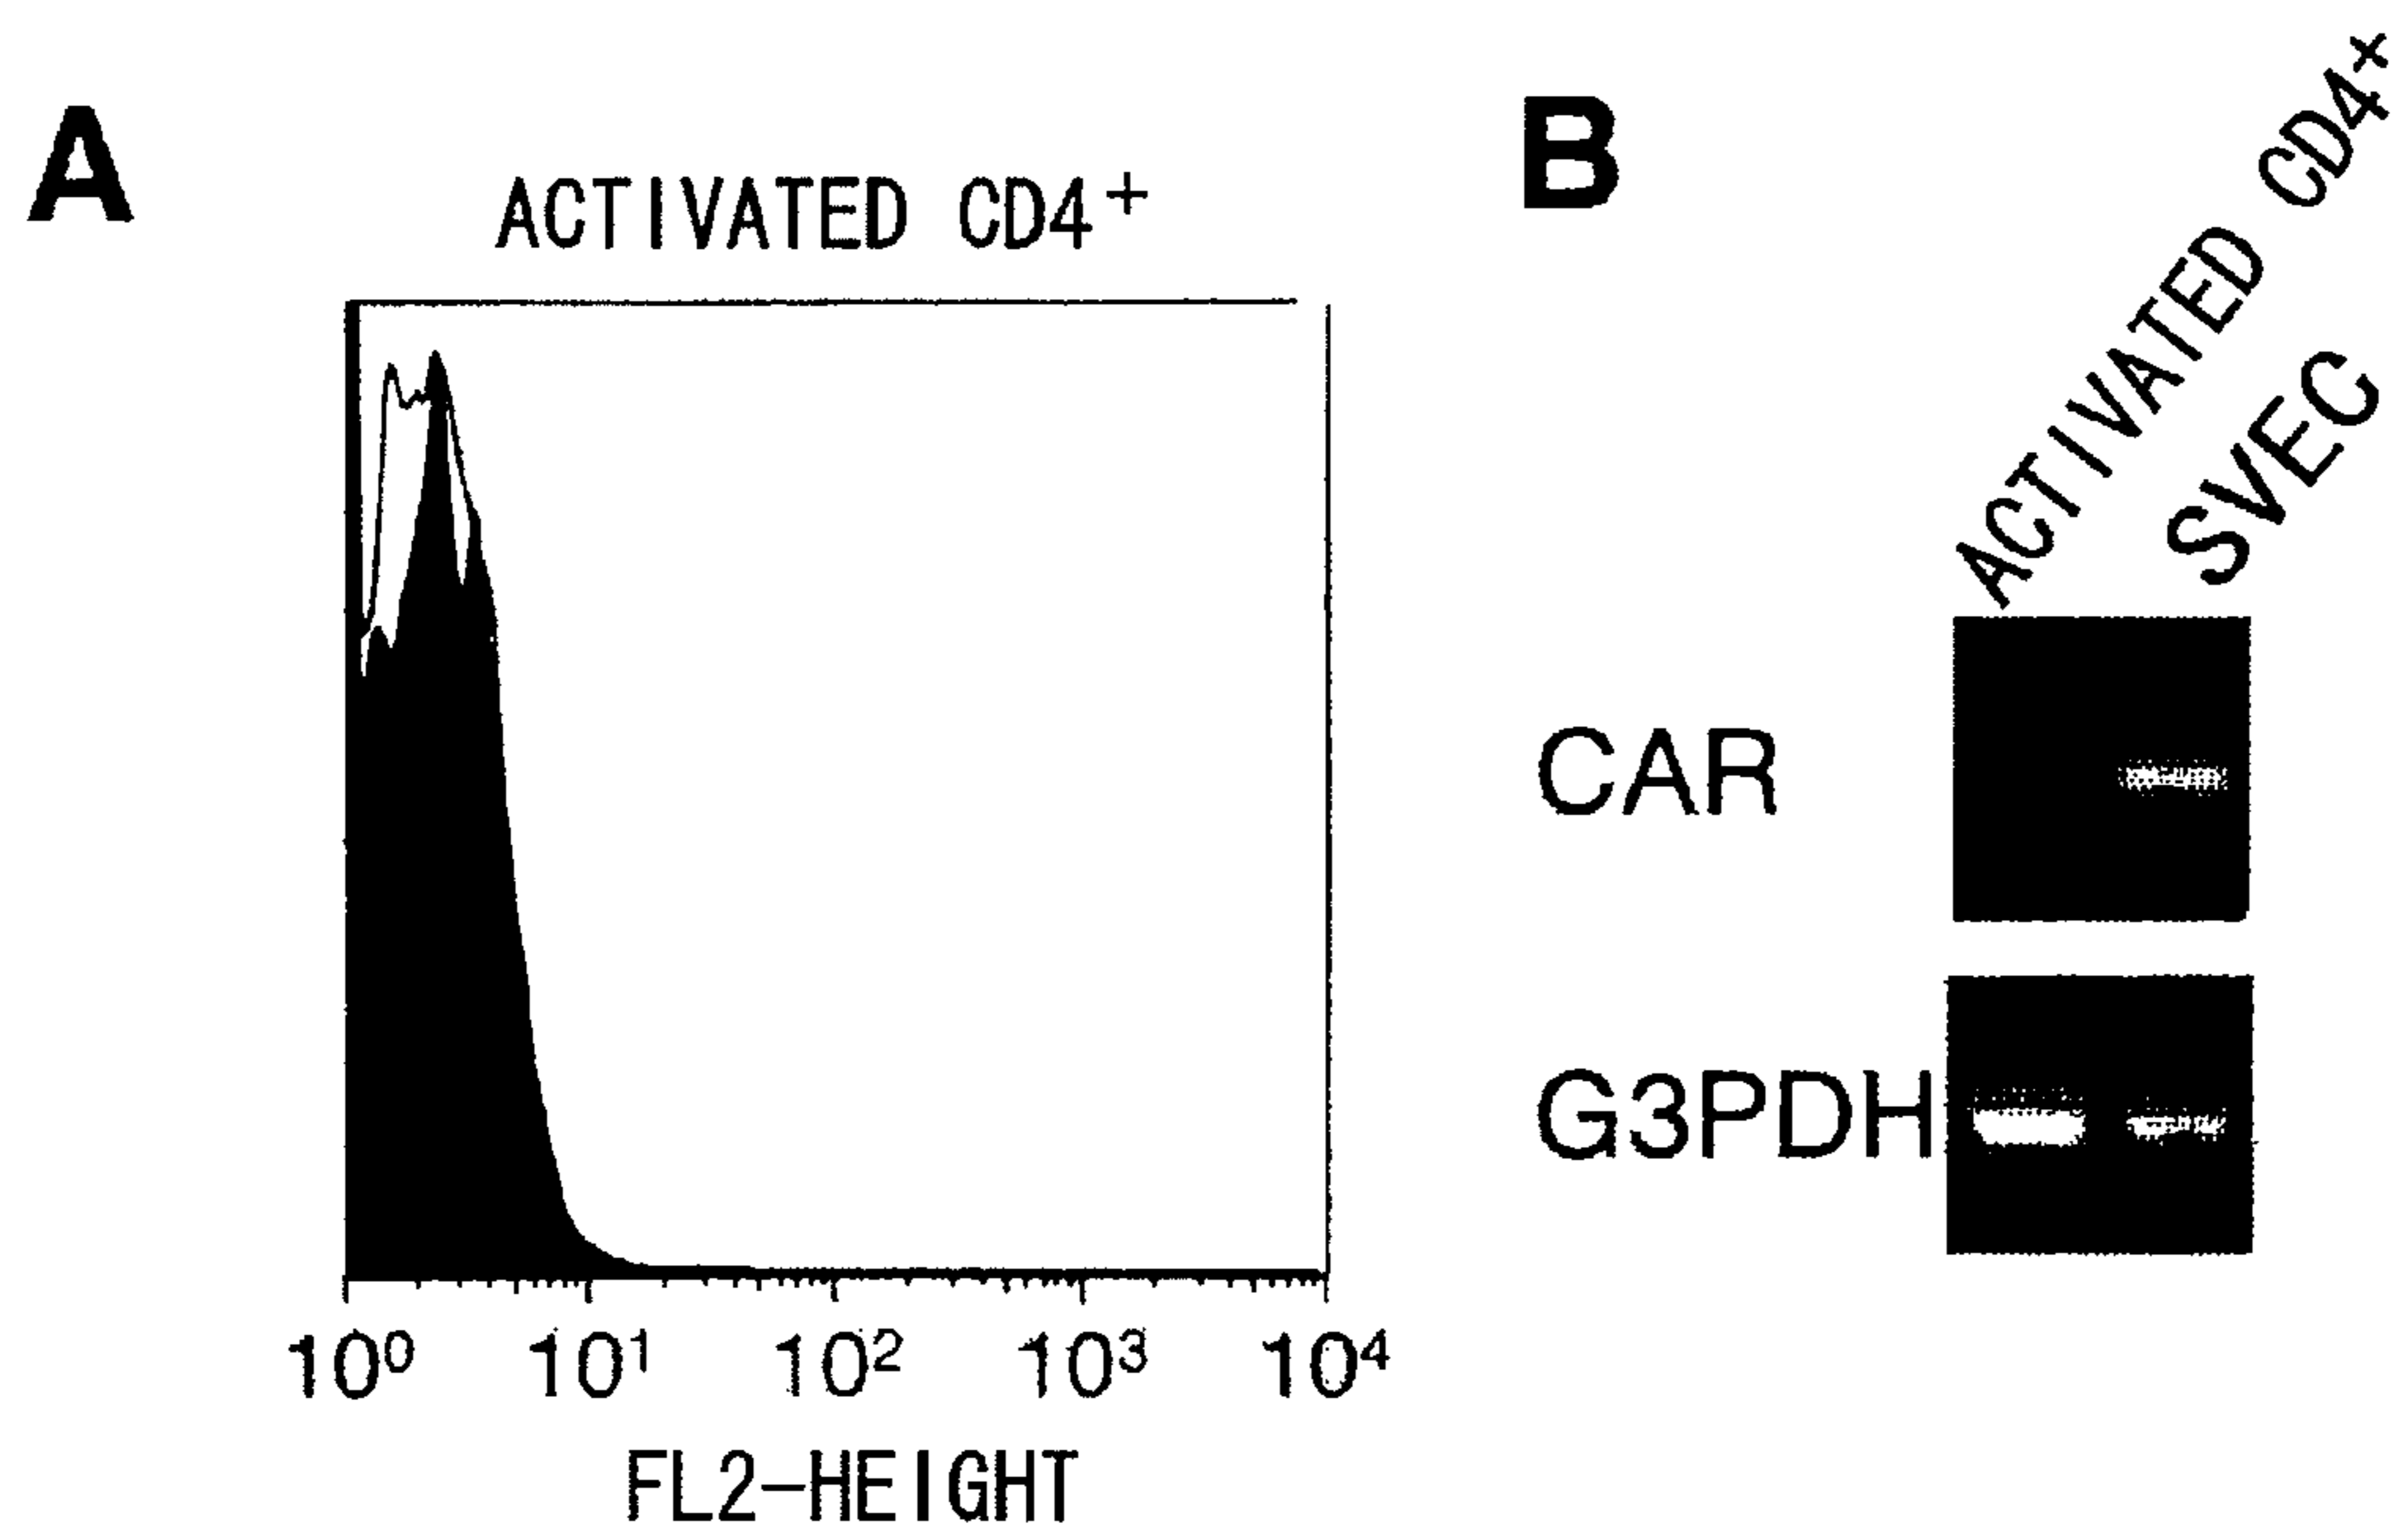 A
ACTIVATED CD4⁺
10⁰ 10¹ 10² 10³ 10⁴
FL2-HEIGHT
B
ACTIVATED CD4⁺
SVEC
CAR
G3PDH